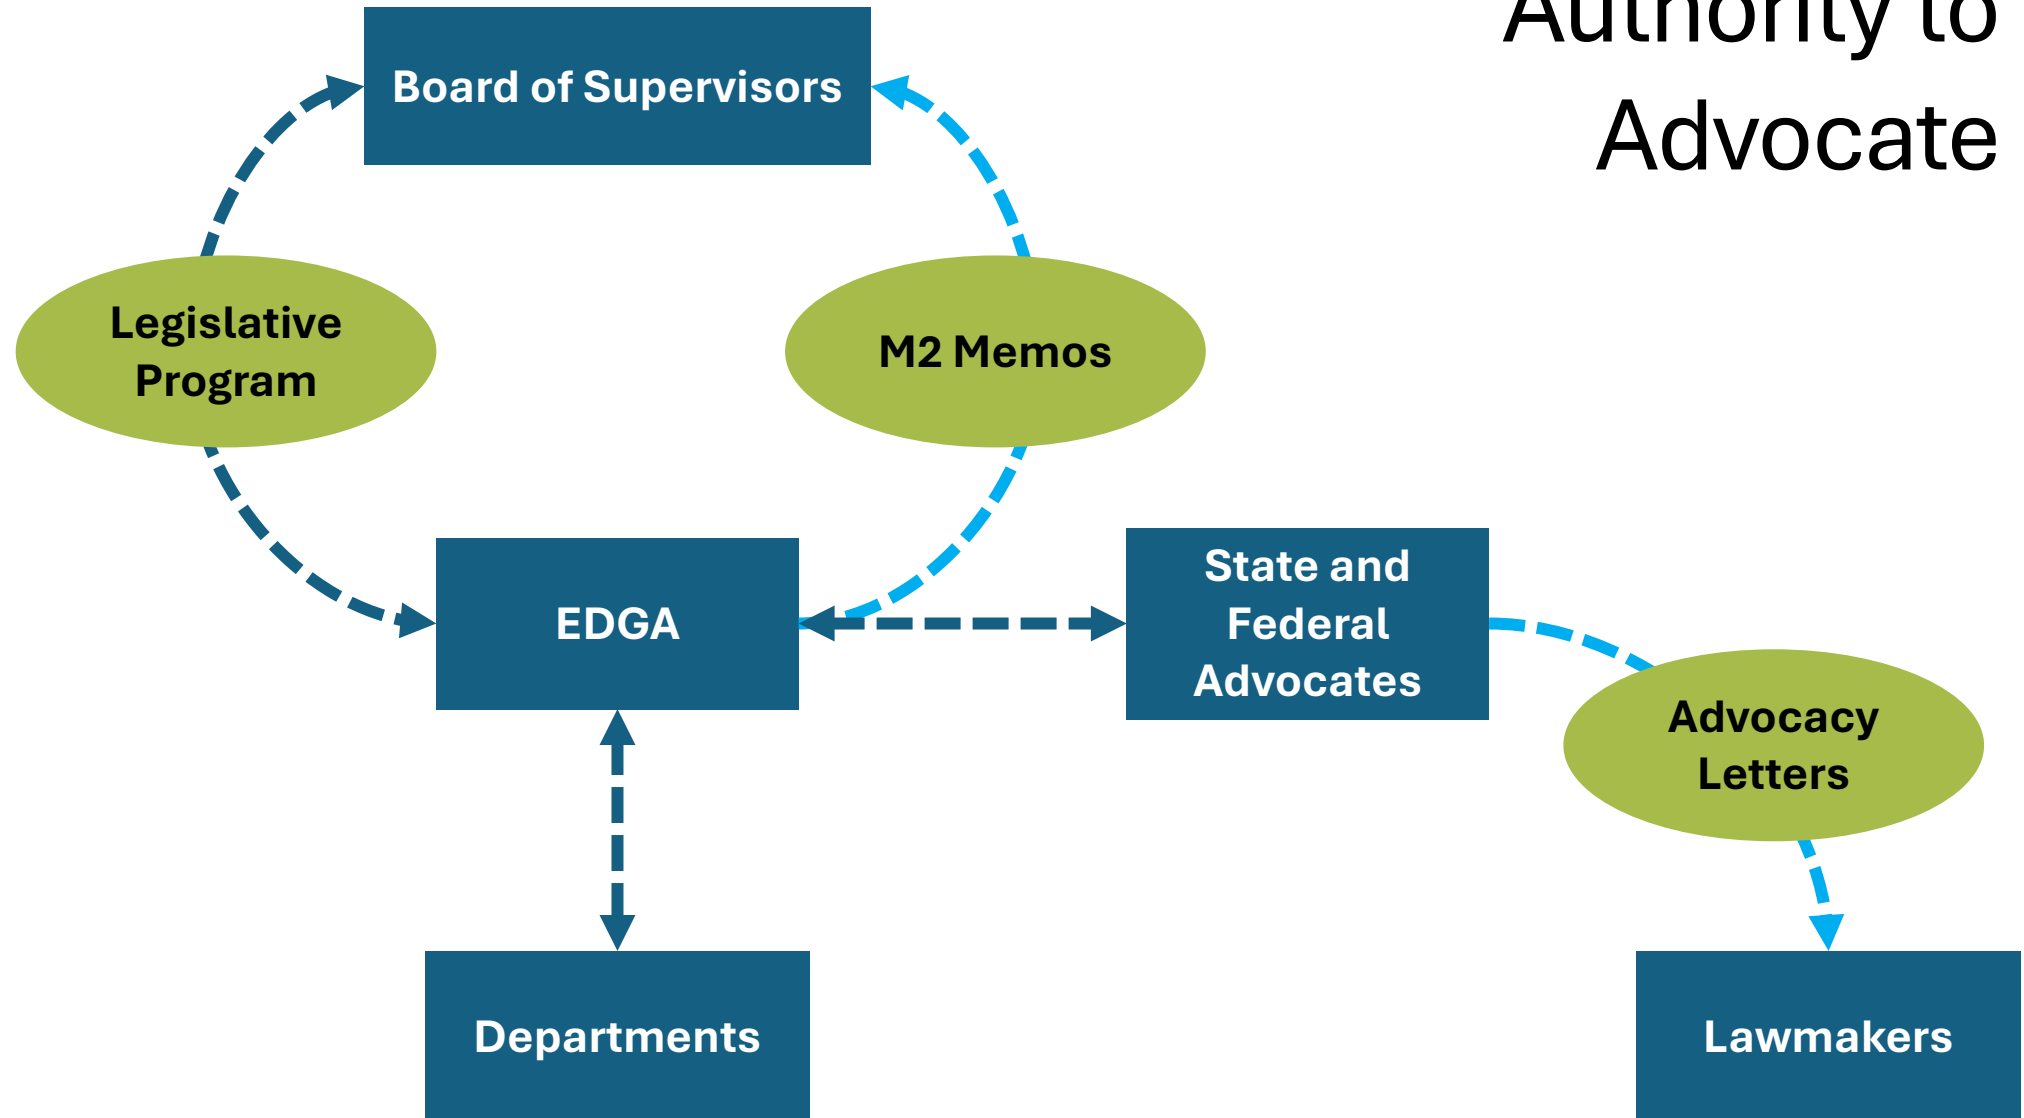 Authority to
Advocate
Board of Supervisors
Legislative
Program
M2 Memos
EDGA
State and
Federal
Advocates
Advocacy
Letters
Departments
Lawmakers